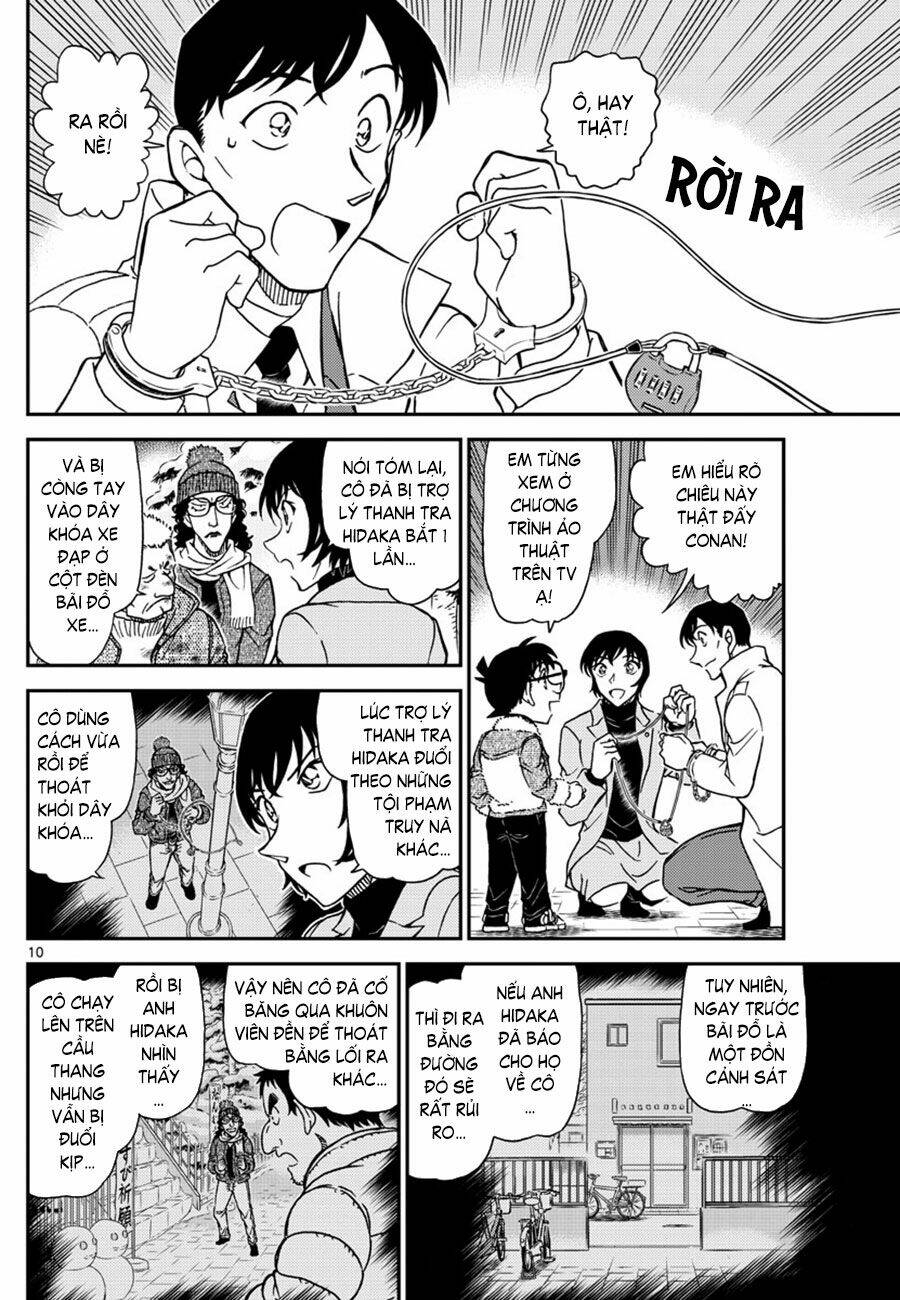 Ô, HAY
THẬT!
RA RỒI
NÈ!
RỜI RA
EM HIỂU RÕ
CHIÊU NÀY
THẬT ĐẤY
CONAN!
EM TỪNG
XEM Ở
CHƯƠNG
TRÌNH ẢO
THUẬT
TRÊN TV
Ạ!
NÓI TÓM LẠI,
CÔ ĐÃ BỊ TRỢ
LÝ THANH TRA
HIDAKA BẮT 1
LẦN...
VÀ BỊ
CÒNG TAY
VÀO DÂY
KHÓA XE
ĐẠP Ở
CỘT ĐÈN
BÃI ĐỖ
XE...
LÚC TRỢ LÝ
THANH TRA
HIDAKA ĐUỔI
THEO NHỮNG
TỘI PHẠM
TRUY NÃ
KHÁC...
CÔ DÙNG
CÁCH VỪA
RỒI ĐỂ
THOÁT
KHỎI DÂY
KHÓA...
10
TUY NHIÊN,
NGAY TRƯỚC
BÃI ĐỖ LÀ
MỘT ĐỒN
CẢNH SÁT
...
NẾU ANH
HIDAKA
ĐÃ BÁO
CHO HỌ
VỀ CÔ
...
THÌ ĐI RA
BẰNG
ĐƯỜNG
ĐÓ SẼ
RẤT RỦI
RO...
VẬY NÊN CÔ ĐÃ CỐ
BĂNG QUA KHUÔN
VIÊN ĐỀN ĐỂ THOÁT
BẰNG LỐI RA
KHÁC...
RỒI BỊ
ANH
HIDAKA
NHÌN
THẤY
...
CÔ CHẠY
LÊN TRÊN
CẦU
THANG
NHƯNG
VẪN BỊ
ĐUỔI
KỊP...
すび祈願